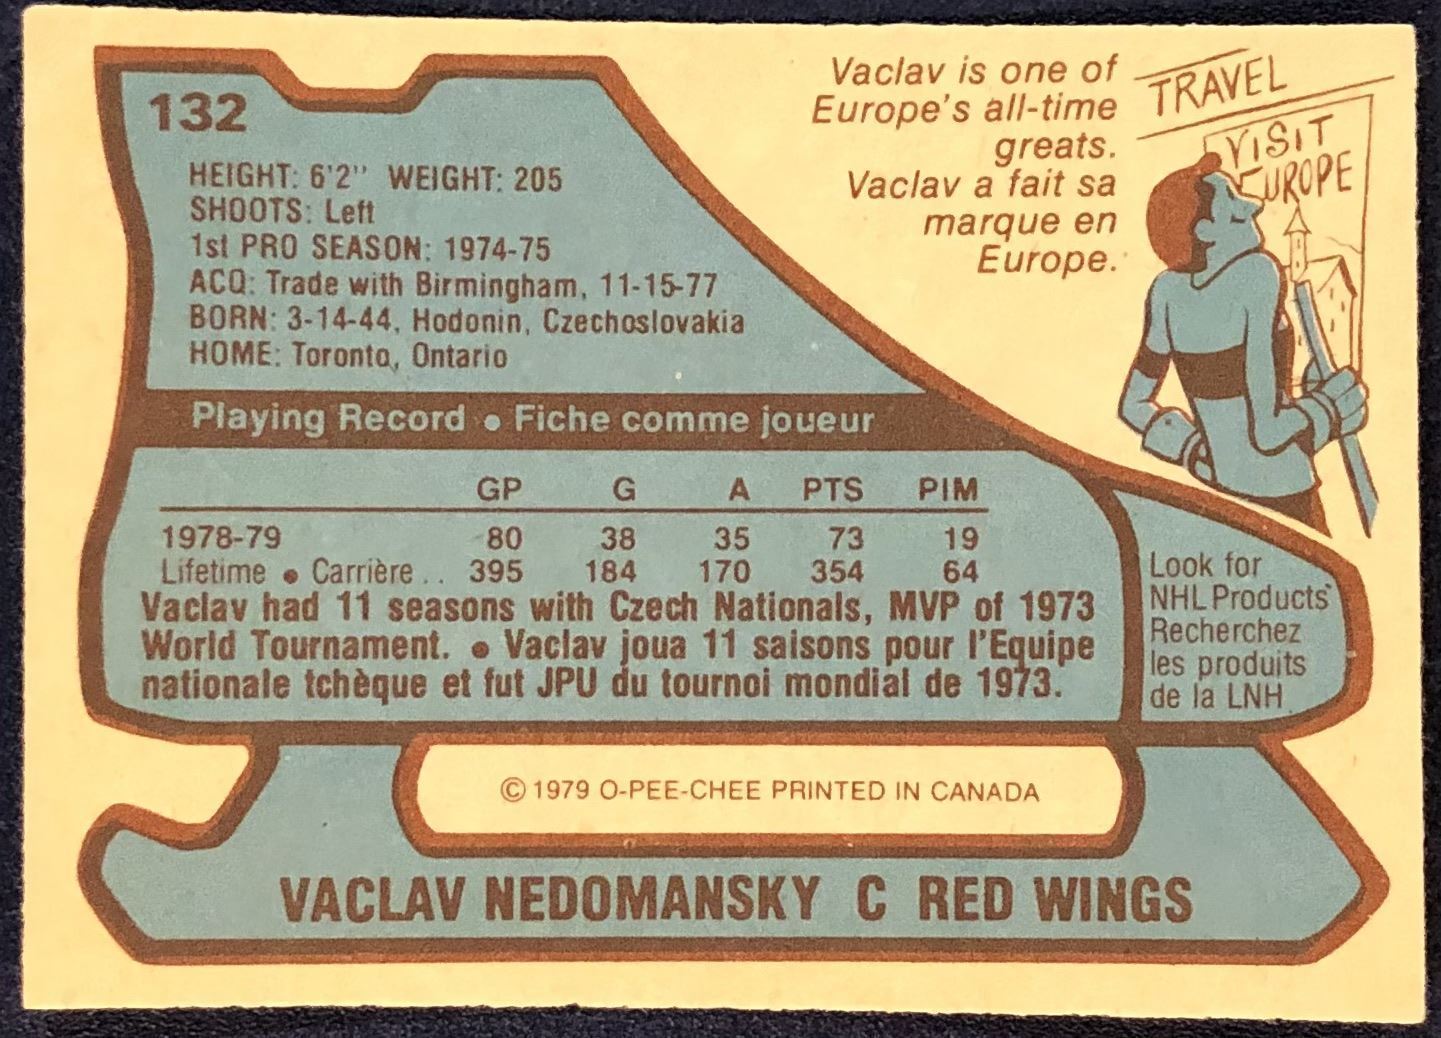 132
HEIGHT: 6'2" WEIGHT: 205
SHOOTS: Left
1st PRO SEASON: 1974-75
ACQ: Trade with Birmingham, 11-15-77
BORN: 3-14-44, Hodonin, Czechoslovakia
HOME: Toronto, Ontario
Vaclav is one of
Europe's all-time
greats.
Vaclav a fait sa
marque en
Europe.
TRAVEL
VISIT
EUROPE
Playing Record • Fiche comme joueur
GP G A PTS PIM
1978-79 80 38 35 73 19
Lifetime • Carrière .. 395 184 170 354 64
Vaclav had 11 seasons with Czech Nationals, MVP of 1973
World Tournament. • Vaclav joua 11 saisons pour l'Equipe
nationale tchèque et fut JPU du tournoi mondial de 1973.
Look for
NHL Products
Recherchez
les produits
de la LNH
© 1979 O-PEE-CHEE PRINTED IN CANADA
VACLAV NEDOMANSKY C RED WINGS